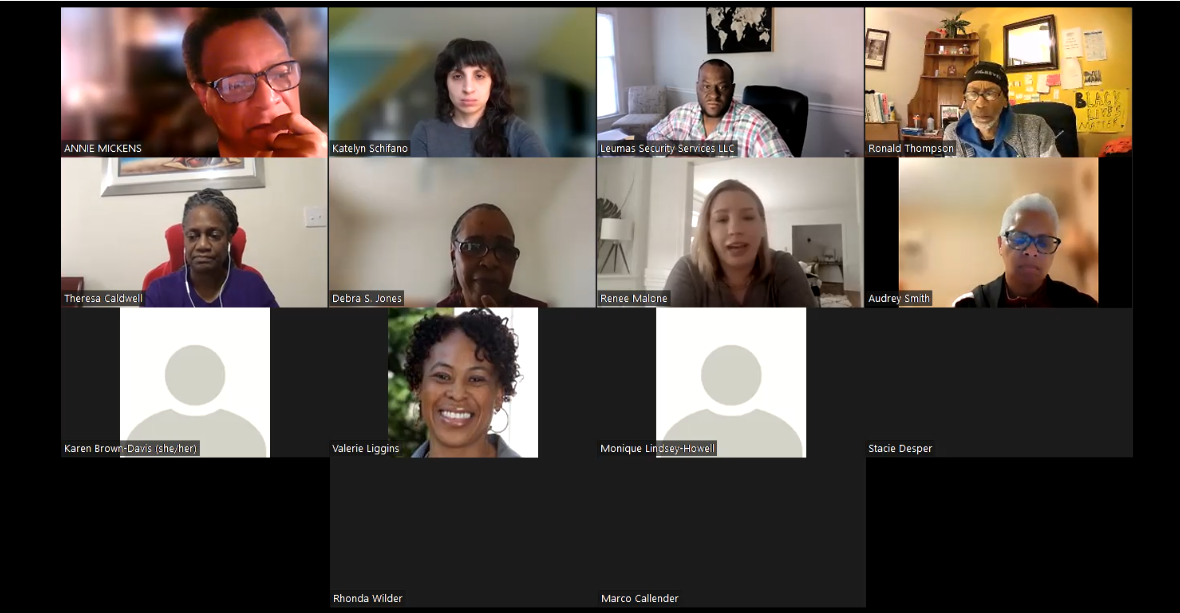 ANNIE MICKENS
Katelyn Schifano
Leumas Security Services LLC
Ronald Thompson
BLACK
LIVES
MATTER
Theresa Caldwell
Debra S. Jones
Renee Malone
Audrey Smith
Karen Brown-Davis (she/her)
Valerie Liggins
Monique Lindsey-Howell
Stacie Desper
Rhonda Wilder
Marco Callender